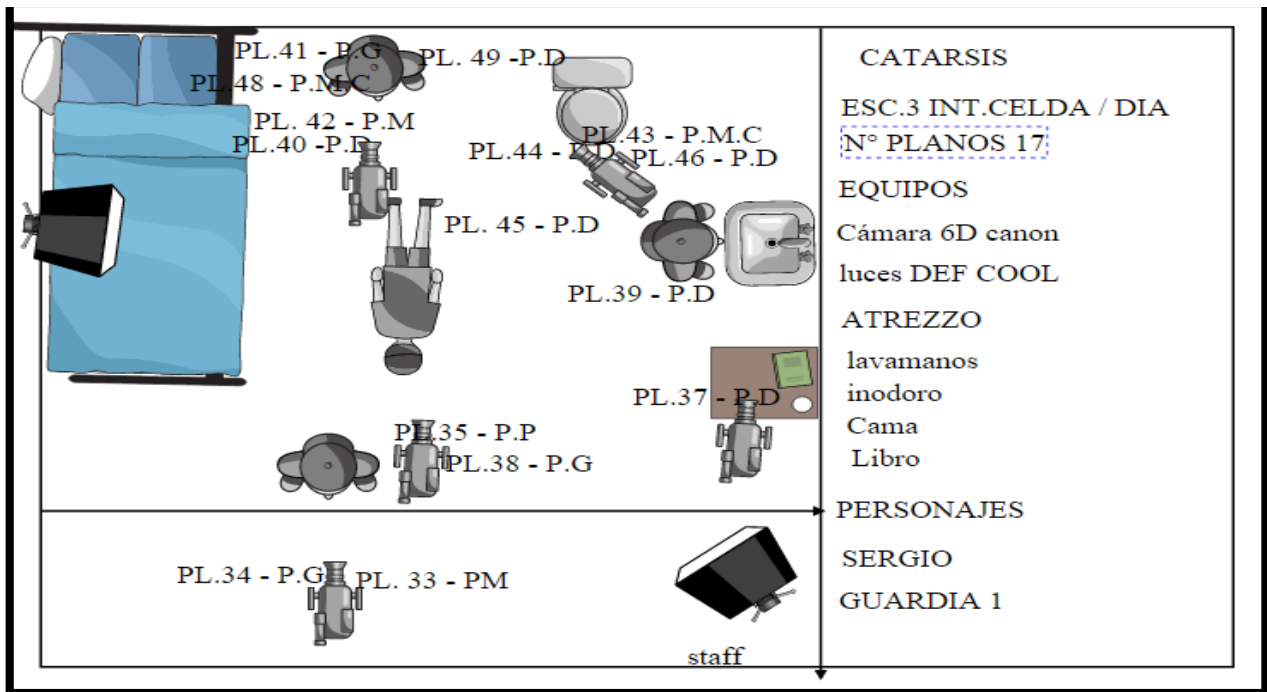 PL.41 - P.G
PL. 49 -P.D
PL.48 - P.M.C
PL. 42 - P.M
PL.40 -P.D
PL.43 - P.M.C
PL.44 - P.D
PL.46 - P.D
PL. 45 - P.D
PL.39 - P.D
PL.37 - P.D
PL.35 - P.P
PL.38 - P.G
PL.34 - P.G
PL. 33 - PM
staff
CATARSIS
ESC.3 INT.CELDA / DIA
N° PLANOS 17
EQUIPOS
Cámara 6D canon
luces DEF COOL
ATREZZO
lavamanos
inodoro
Cama
Libro
PERSONAJES
SERGIO
GUARDIA 1